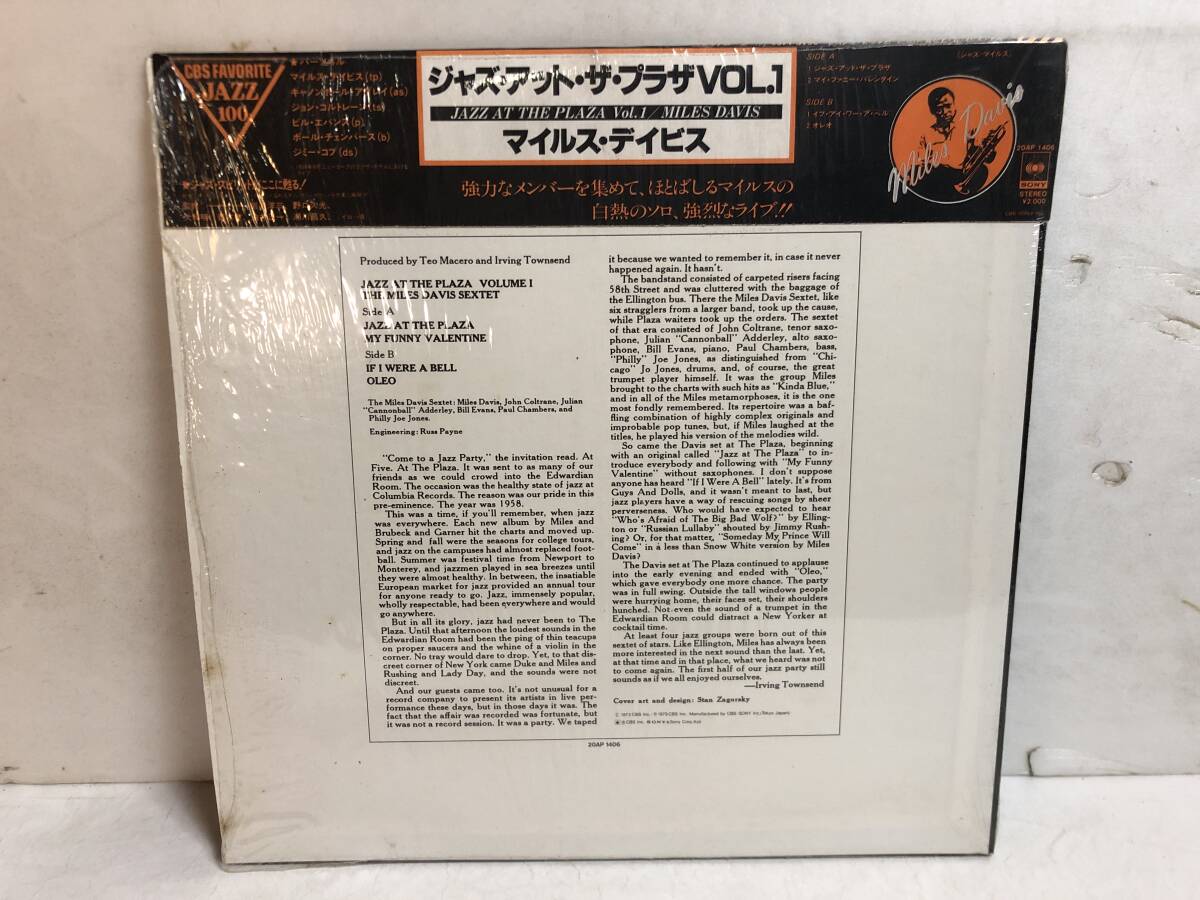 CBS FAVORITE
JAZZ
100
★パーソネル
マイルス・デイビス(tp)
キャノンボール・アダレイ(as)
ジョン・コルトレーン(ts)
ビル・エバンス(p)
ポール・チェンバース(b)
ジミー・コブ(ds)
ジャズ・アット・ザ・プラザVOL.1
JAZZ AT THE PLAZA Vol.1 / MILES DAVIS
マイルス・デイビス
強力なメンバーを集めて、ほとばしるマイルスの
白熱のソロ、強烈なライブ!!
SIDE A
1 ジャズ・アット・ザ・プラザ
2 マイ・ファニー・バレンタイン
SIDE B
1 イフ・アイ・ワー・ア・ベル
2 オレオ
Miles Davis
20AP 1406
SONY
STEREO
¥2,000
Produced by Teo Macero and Irving Townsend
JAZZ AT THE PLAZA VOLUME I
THE MILES DAVIS SEXTET
Side A
JAZZ AT THE PLAZA
MY FUNNY VALENTINE
Side B
IF I WERE A BELL
OLEO
The Miles Davis Sextet: Miles Davis, John Coltrane, Julian
"Cannonball" Adderley, Bill Evans, Paul Chambers, and
Philly Joe Jones.
Engineering: Russ Payne
"Come to a Jazz Party," the invitation read. At
Five. At The Plaza. It was sent to as many of our
friends as we could crowd into the Edwardian
Room. The occasion was the healthy state of jazz at
Columbia Records. The reason was our pride in this
pre-eminence. The year was 1958.
This was a time, if you'll remember, when jazz
was everywhere. Each new album by Miles and
Brubeck and Garner hit the charts and moved up.
Spring and fall were the seasons for college tours,
and jazz on the campuses had almost replaced foot-
ball. Summer was festival time from Newport to
Monterey, and jazzmen played in sea breezes until
they were almost healthy. In between, the insatiable
European market for jazz provided an annual tour
for anyone ready to go. Jazz, immensely popular,
wholly respectable, had been everywhere and would
go anywhere.
But in all its glory, jazz had never been to The
Plaza. Until that afternoon the loudest sounds in the
Edwardian Room had been the ping of thin teacups
on proper saucers and the whine of a violin in the
corner. No tray would dare to drop. Yet, to that dis-
creet corner of New York came Duke and Miles and
Rushing and Lady Day, and the sounds were not
discreet.
And our guests came too. It's not unusual for a
record company to present its artists in live per-
formance these days, but in those days it was. The
fact that the affair was recorded was fortunate, but
it was not a record session. It was a party. We taped
it because we wanted to remember it, in case it never
happened again. It hasn't.
The bandstand consisted of carpeted risers facing
58th Street and was cluttered with the baggage of
the Ellington bus. There the Miles Davis Sextet, like
six stragglers from a larger band, took up the cause,
while Plaza waiters took up the orders. The sextet
of that era consisted of John Coltrane, tenor saxo-
phone, Julian "Cannonball" Adderley, alto saxo-
phone, Bill Evans, piano, Paul Chambers, bass,
"Philly" Joe Jones, as distinguished from "Chi-
cago" Jo Jones, drums, and, of course, the great
trumpet player himself. It was the group Miles
brought to the charts with such hits as "Kinda Blue,"
and in all of the Miles metamorphoses, it is the one
most fondly remembered. Its repertoire was a baf-
fling combination of highly complex originals and
improbable pop tunes, but, if Miles laughed at the
titles, he played his version of the melodies wild.
So came the Davis set at The Plaza, beginning
with an original called "Jazz at The Plaza" to in-
troduce everybody and following with "My Funny
Valentine" without saxophones. I don't suppose
anyone has heard "If I Were A Bell" lately. It's from
Guys And Dolls, and it wasn't meant to last, but
jazz players have a way of rescuing songs by sheer
perverseness. Who would have expected to hear
"Who's Afraid of The Big Bad Wolf?" by Elling-
ton or "Russian Lullaby" shouted by Jimmy Rush-
ing? Or, for that matter, "Someday My Prince Will
Come" in a less than Snow White version by Miles
Davis?
The Davis set at The Plaza continued to applause
into the early evening and ended with "Oleo,"
which gave everybody one more chance. The party
was in full swing. Outside the tall windows people
were hurrying home, their faces set, their shoulders
hunched. Not even the sound of a trumpet in the
Edwardian Room could distract a New Yorker at
cocktail time.
At least four jazz groups were born out of this
sextet of stars. Like Ellington, Miles has always been
more interested in the next sound than the last. Yet,
at that time and in that place, what we heard was not
to come again. The first half of our jazz party still
sounds as if we all enjoyed ourselves.
—Irving Townsend
Cover art and design: Stan Zagorsky
20AP 1406